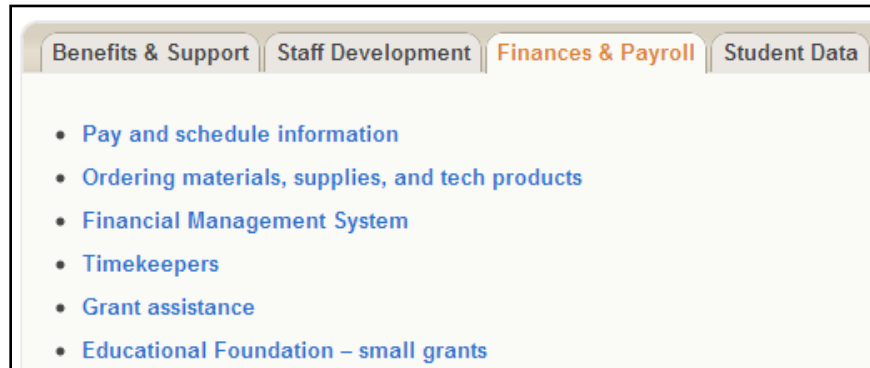 Benefits & Support Staff Development Finances & Payroll Student Data
Pay and schedule information
Ordering materials, supplies, and tech products
Financial Management System
Timekeepers
Grant assistance
Educational Foundation – small grants